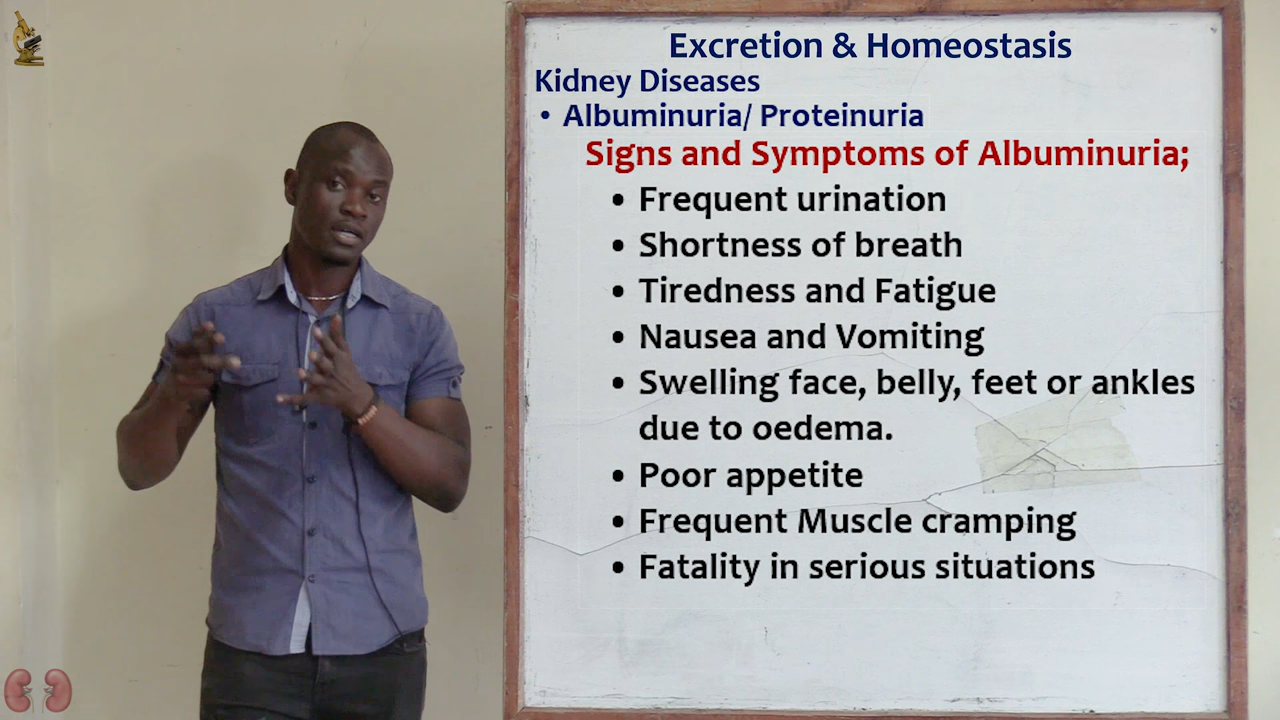 Excretion & Homeostasis
Kidney Diseases
• Albuminuria/ Proteinuria
Signs and Symptoms of Albuminuria;
• Frequent urination
• Shortness of breath
• Tiredness and Fatigue
• Nausea and Vomiting
• Swelling face, belly, feet or ankles
due to oedema.
• Poor appetite
• Frequent Muscle cramping
• Fatality in serious situations